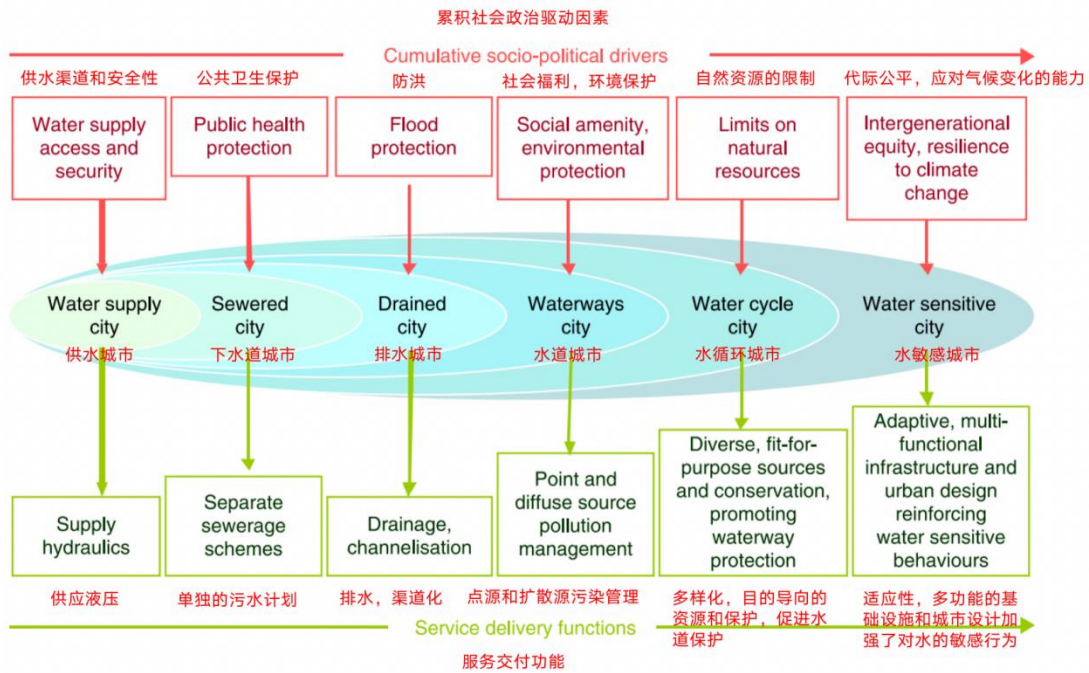 累积社会政治驱动因素
Cumulative socio-political drivers
供水渠道和安全性
公共卫生保护
防洪
社会福利，环境保护
自然资源的限制
代际公平，应对气候变化的能力
Water supply
access and
security
Public health
protection
Flood
protection
Social amenity,
environmental
protection
Limits on
natural
resources
Intergenerational
equity, resilience
to climate
change
Water supply
city
供水城市
Sewered
city
下水道城市
Drained
city
排水城市
Waterways
city
水道城市
Water cycle
city
水循环城市
Water sensitive
city
水敏感城市
Supply
hydraulics
Separate
sewerage
schemes
Drainage,
channelisation
Point and
diffuse source
pollution
management
Diverse, fit-for-
purpose sources
and conservation,
promoting
waterway
protection
Adaptive, multi-
functional
infrastructure and
urban design
reinforcing
water sensitive
behaviours
供应液压
单独的污水计划
排水，渠道化
点源和扩散源污染管理
多样化，目的导向的
资源和保护，促进水
道保护
适应性，多功能的基
础设施和城市设计加
强了对水的敏感行为
Service delivery functions
服务交付功能